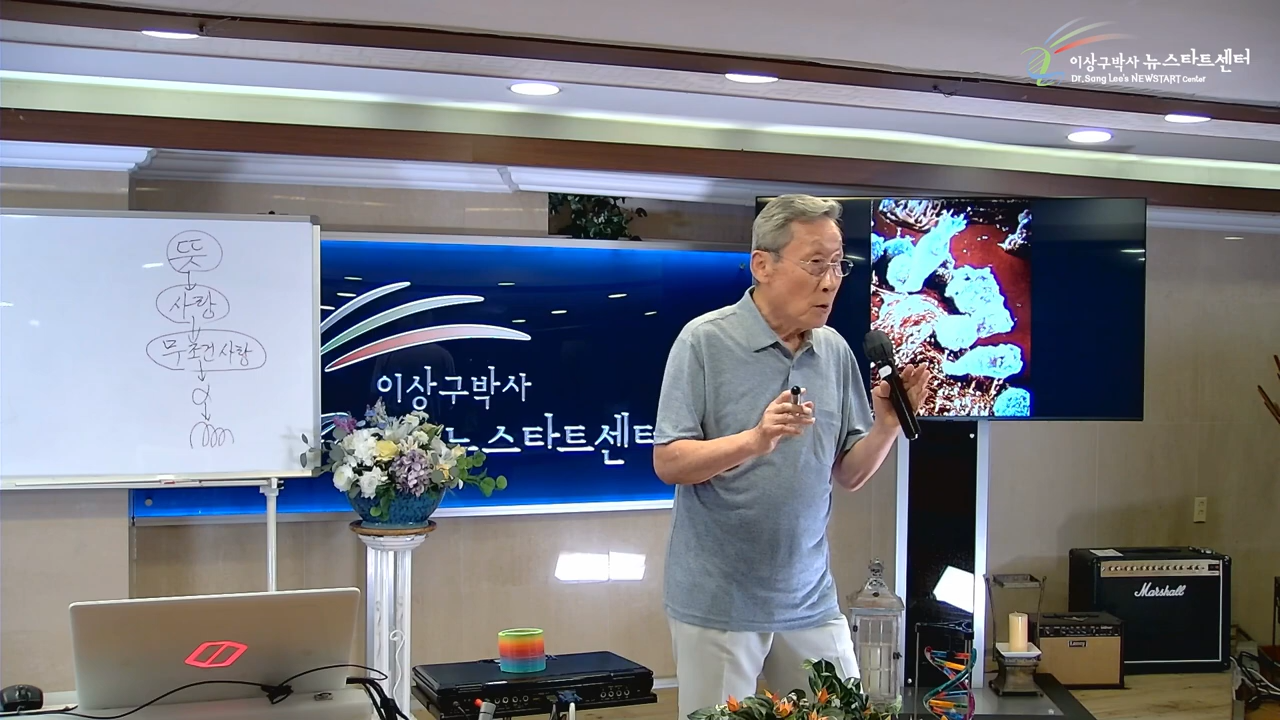 이상구박사 뉴스타트센터
Dr. Sang Lee's NEWSTART Center
뜻
사랑
무조건사랑
이상구박사
뉴스타트센터
Marshall
Laney